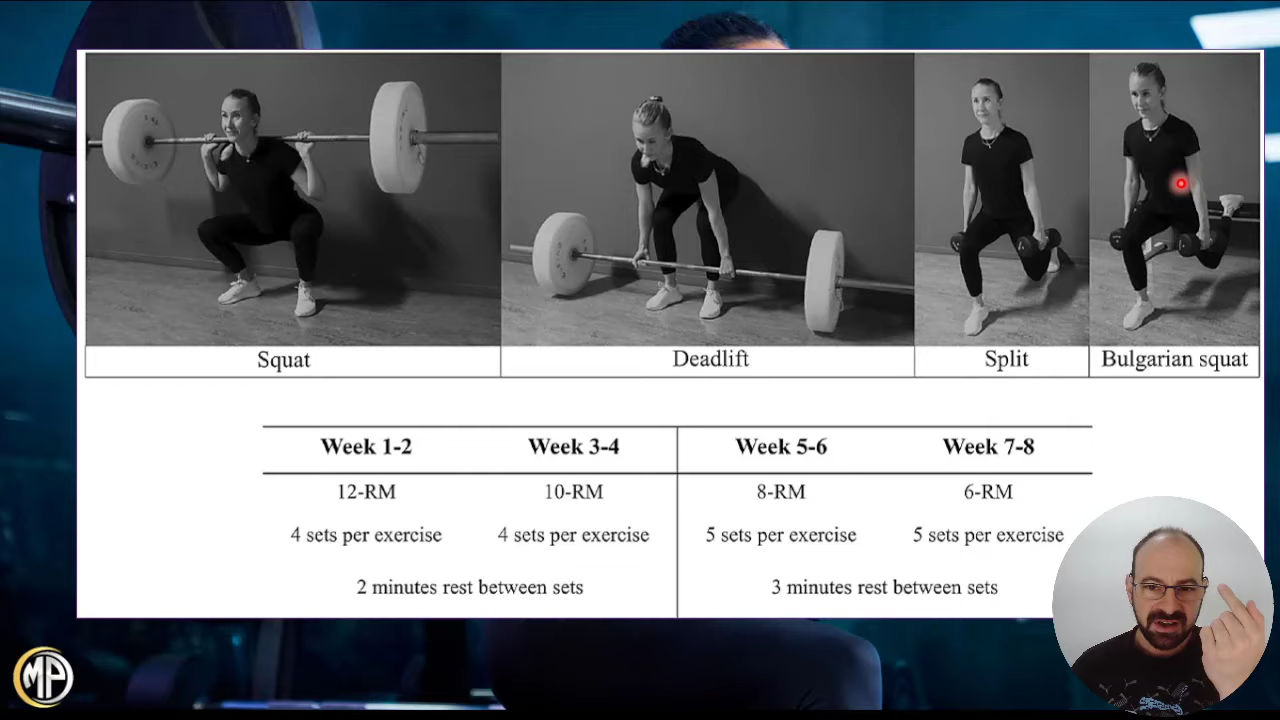 Squat
Deadlift
Split
Bulgarian squat
Week 1-2
Week 3-4
Week 5-6
Week 7-8
12-RM
10-RM
8-RM
6-RM
4 sets per exercise
4 sets per exercise
5 sets per exercise
5 sets per exercise
2 minutes rest between sets
3 minutes rest between sets
MP